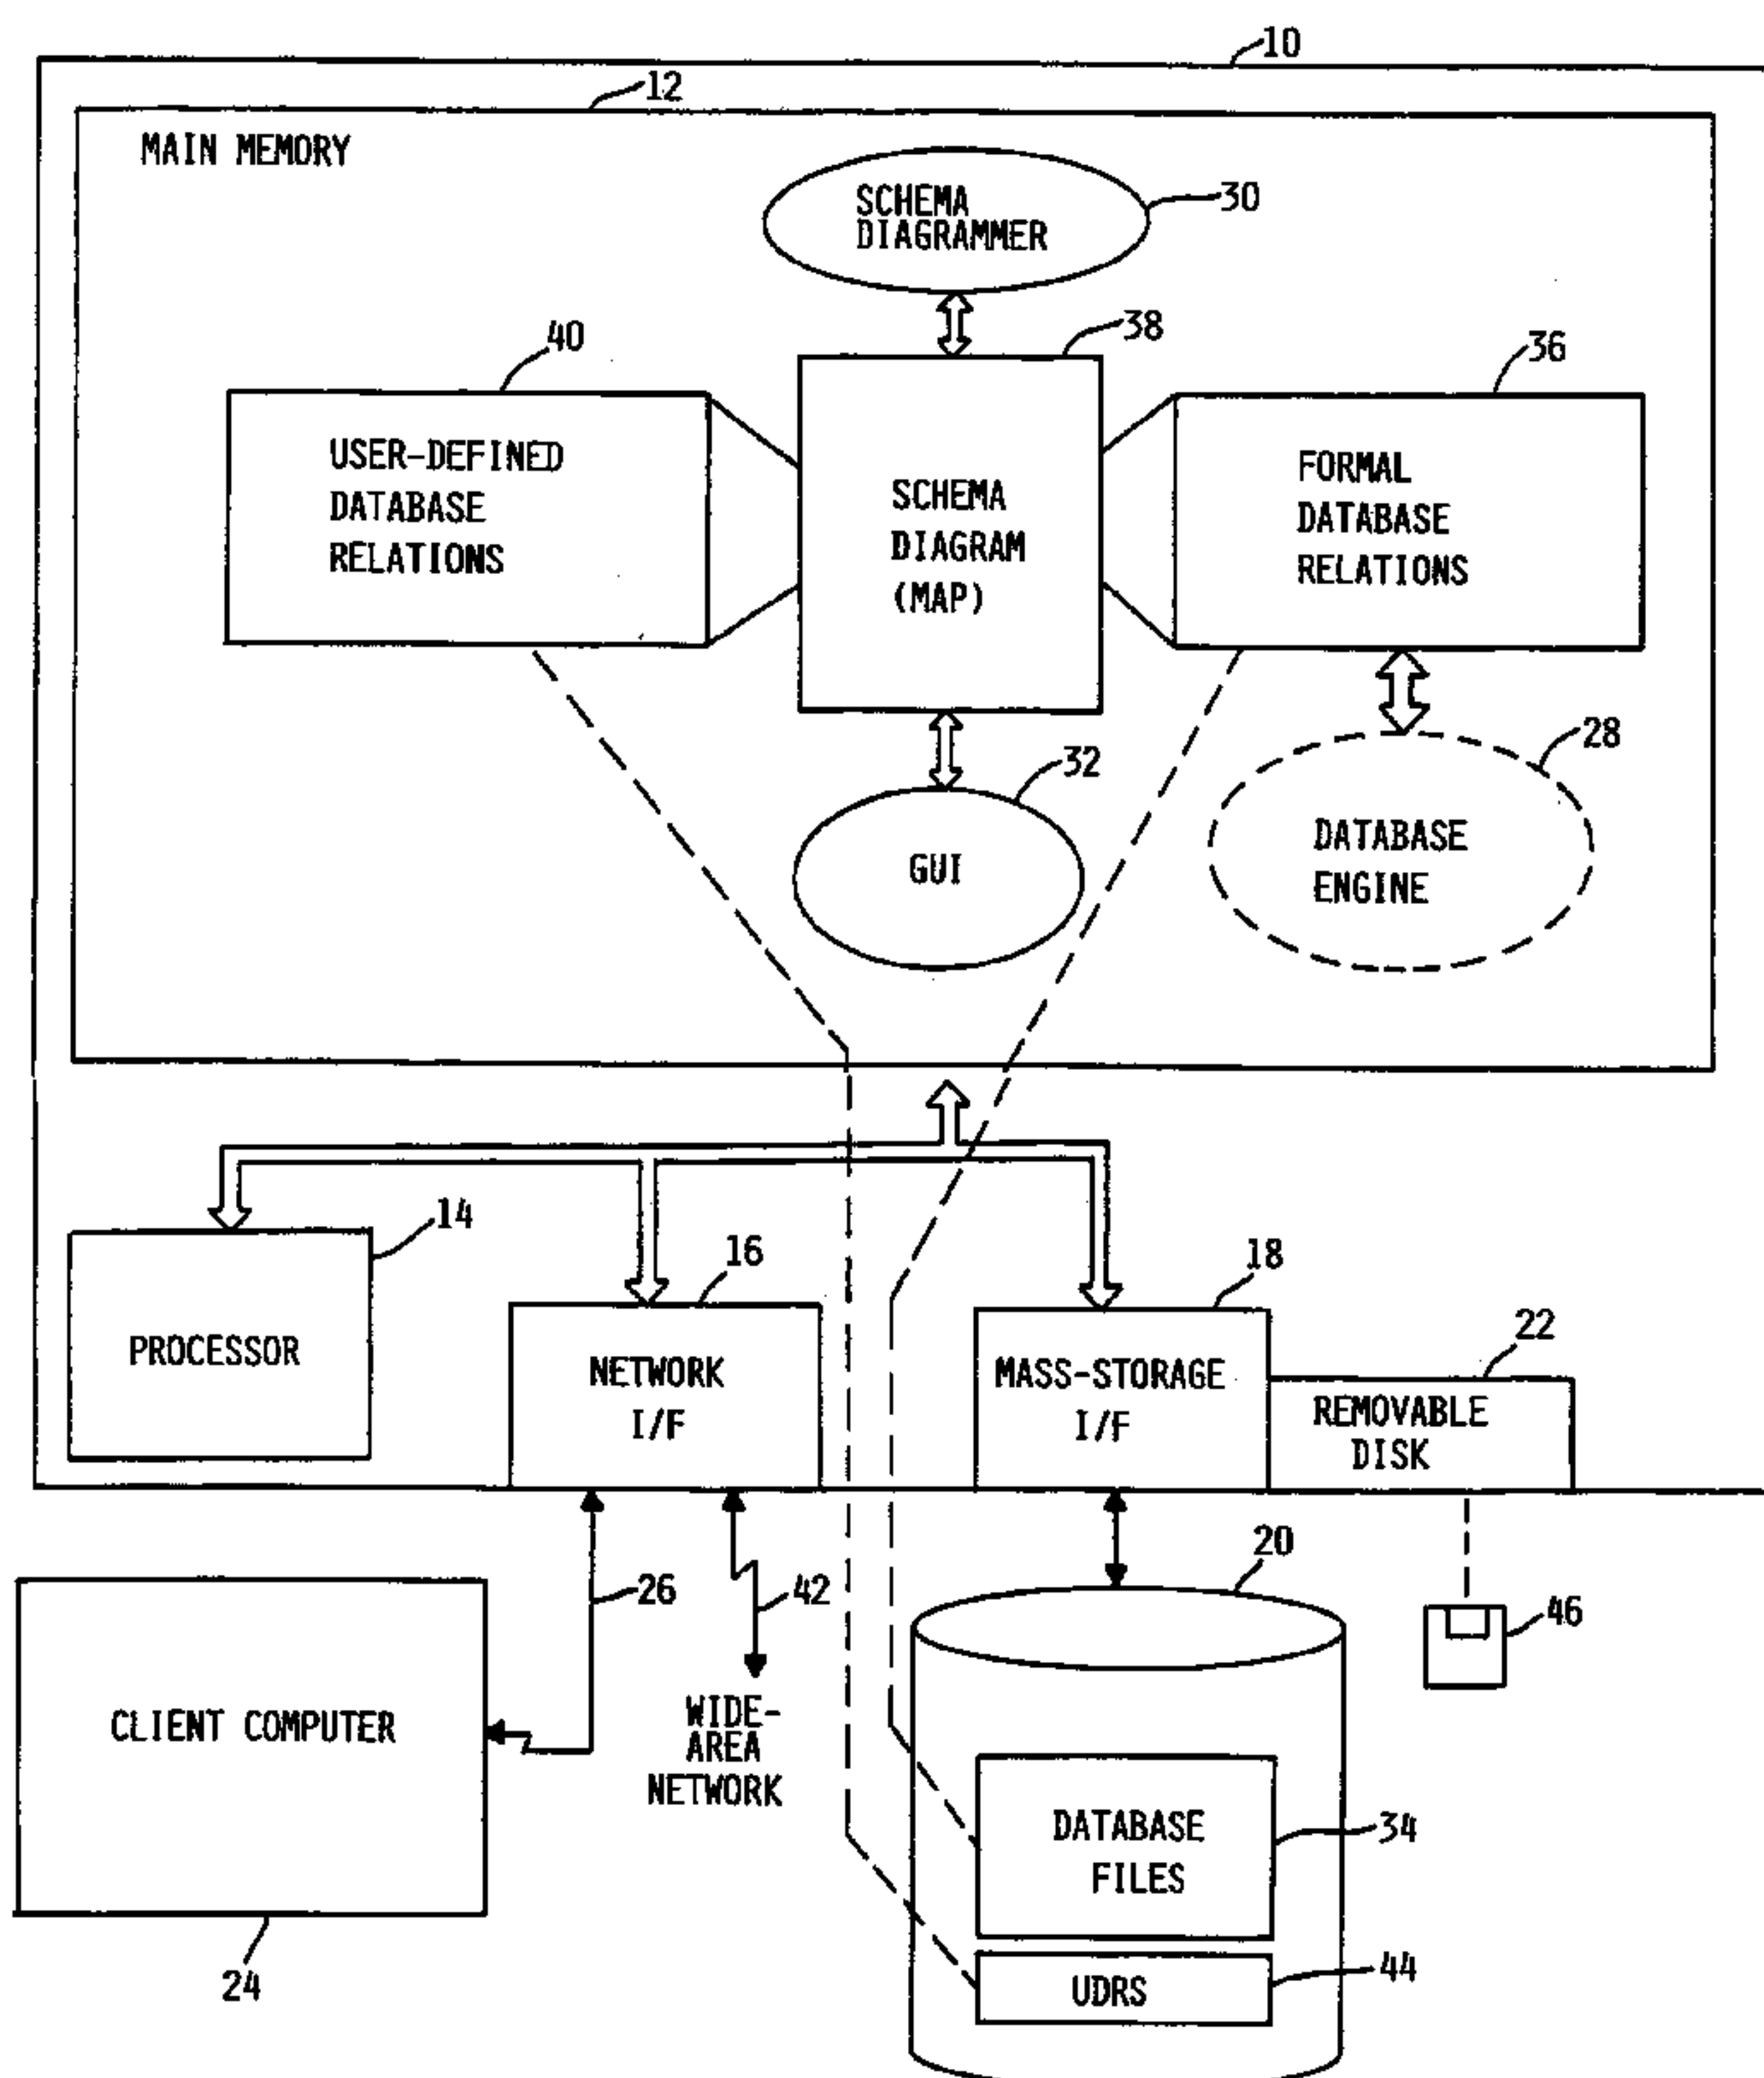 10
12
MAIN MEMORY
SCHEMA
DIAGRAMMER
30
40
38
36
USER-DEFINED
DATABASE
RELATIONS
SCHEMA
DIAGRAM
(MAP)
FORMAL
DATABASE
RELATIONS
32
28
GUI
DATABASE
ENGINE
14
16
18
22
PROCESSOR
NETWORK
I/F
MASS-STORAGE
I/F
REMOVABLE
DISK
20
26
42
46
CLIENT COMPUTER
WIDE-
AREA
NETWORK
DATABASE
FILES
34
24
UDRS
44